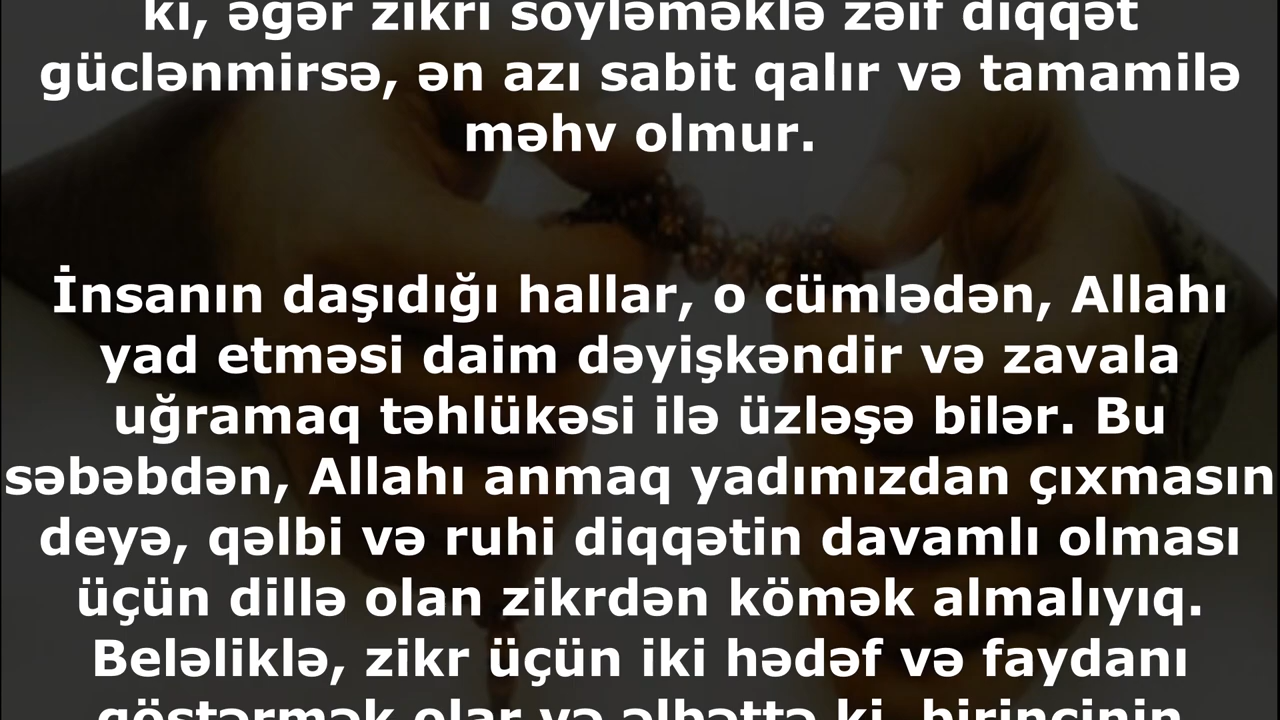 ki, əgər zikri söyləməklə zəif diqqət
güclənmirsə, ən azı sabit qalır və tamamilə
məhv olmur.
İnsanın daşıdığı hallar, o cümlədən, Allahı
yad etməsi daim dəyişkəndir və zavala
uğramaq təhlükəsi ilə üzləşə bilər. Bu
səbəbdən, Allahı anmaq yadımızdan çıxmasın
deyə, qəlbi və ruhi diqqətin davamlı olması
üçün dillə olan zikrdən kömək almalıyıq.
Beləliklə, zikr üçün iki hədəf və faydanı
göstərmək olar və əlbəttə ki, birincinin